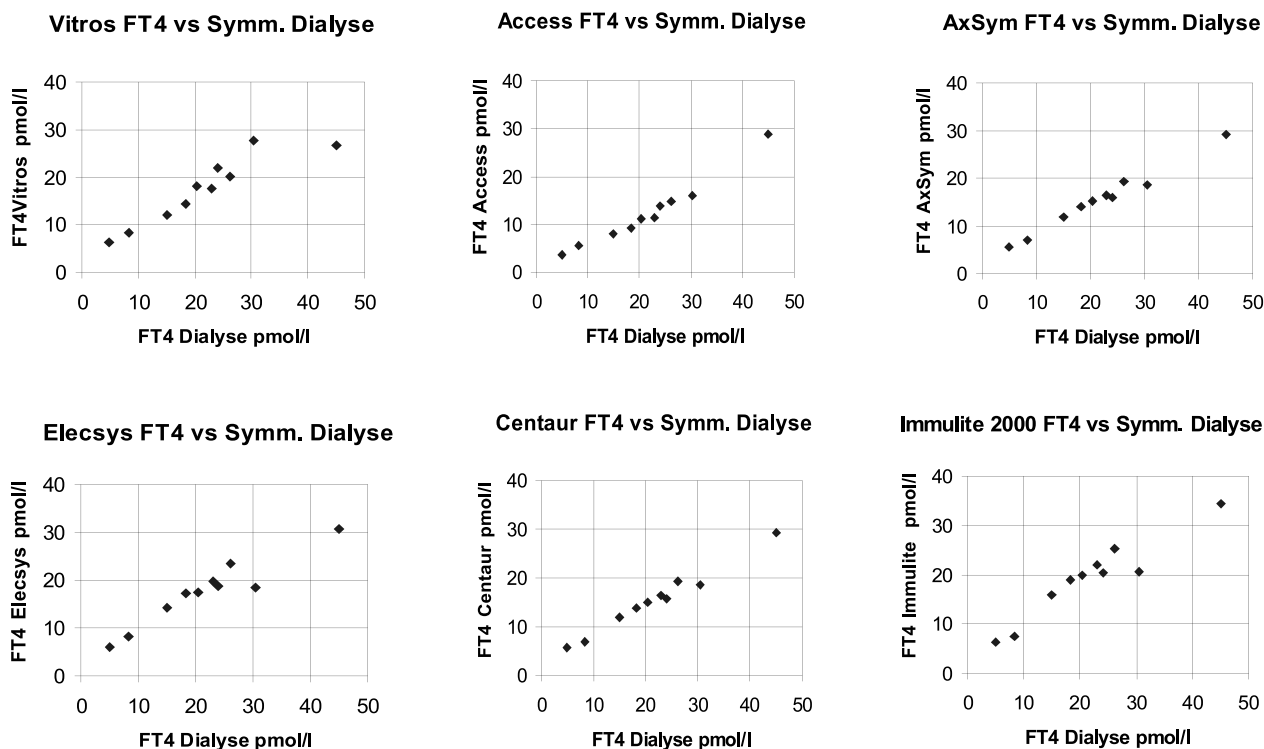 Vitros FT4 vs Symm. Dialyse
FT4Vitros pmol/l
40
30
20
10
0
0 10 20 30 40 50
FT4 Dialyse pmol/l
Access FT4 vs Symm. Dialyse
FT4 Access pmol/l
40
30
20
10
0
0 10 20 30 40 50
FT4 Dialyse pmol/l
AxSym FT4 vs Symm. Dialyse
FT4 AxSym pmol/l
40
30
20
10
0
0 10 20 30 40 50
FT4 Dialyse pmol/l
Elecsys FT4 vs Symm. Dialyse
FT4 Elecsys pmol/l
40
30
20
10
0
0 10 20 30 40 50
FT4 Dialyse pmol/l
Centaur FT4 vs Symm. Dialyse
FT4 Centaur pmol/l
40
30
20
10
0
0 10 20 30 40 50
FT4 Dialyse pmol/l
Immulite 2000 FT4 vs Symm. Dialyse
FT4 Immulite pmol/l
40
30
20
10
0
0 10 20 30 40 50
FT4 Dialyse pmol/l